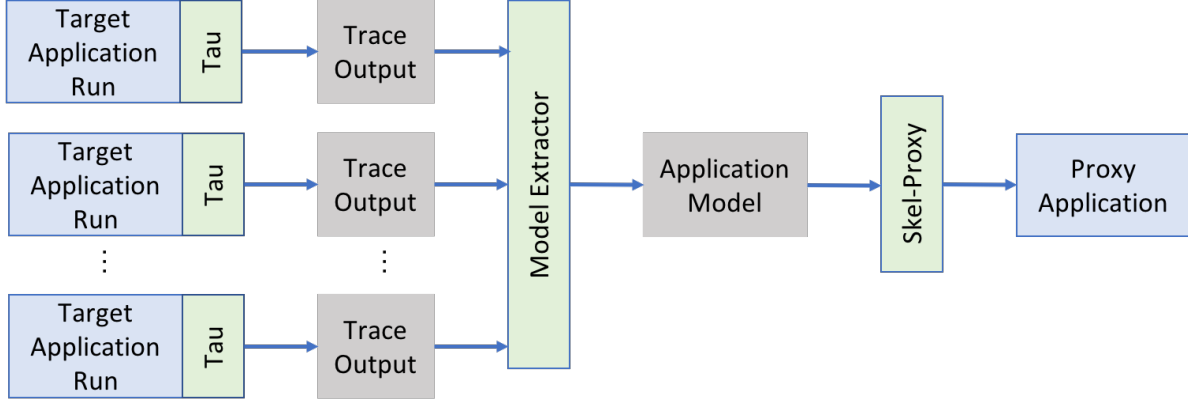 Target
Application
Run
Tau
Trace
Output
Target
Application
Run
Tau
Trace
Output
⋮
⋮
Target
Application
Run
Tau
Trace
Output
Model Extractor
Application
Model
Skel-Proxy
Proxy
Application